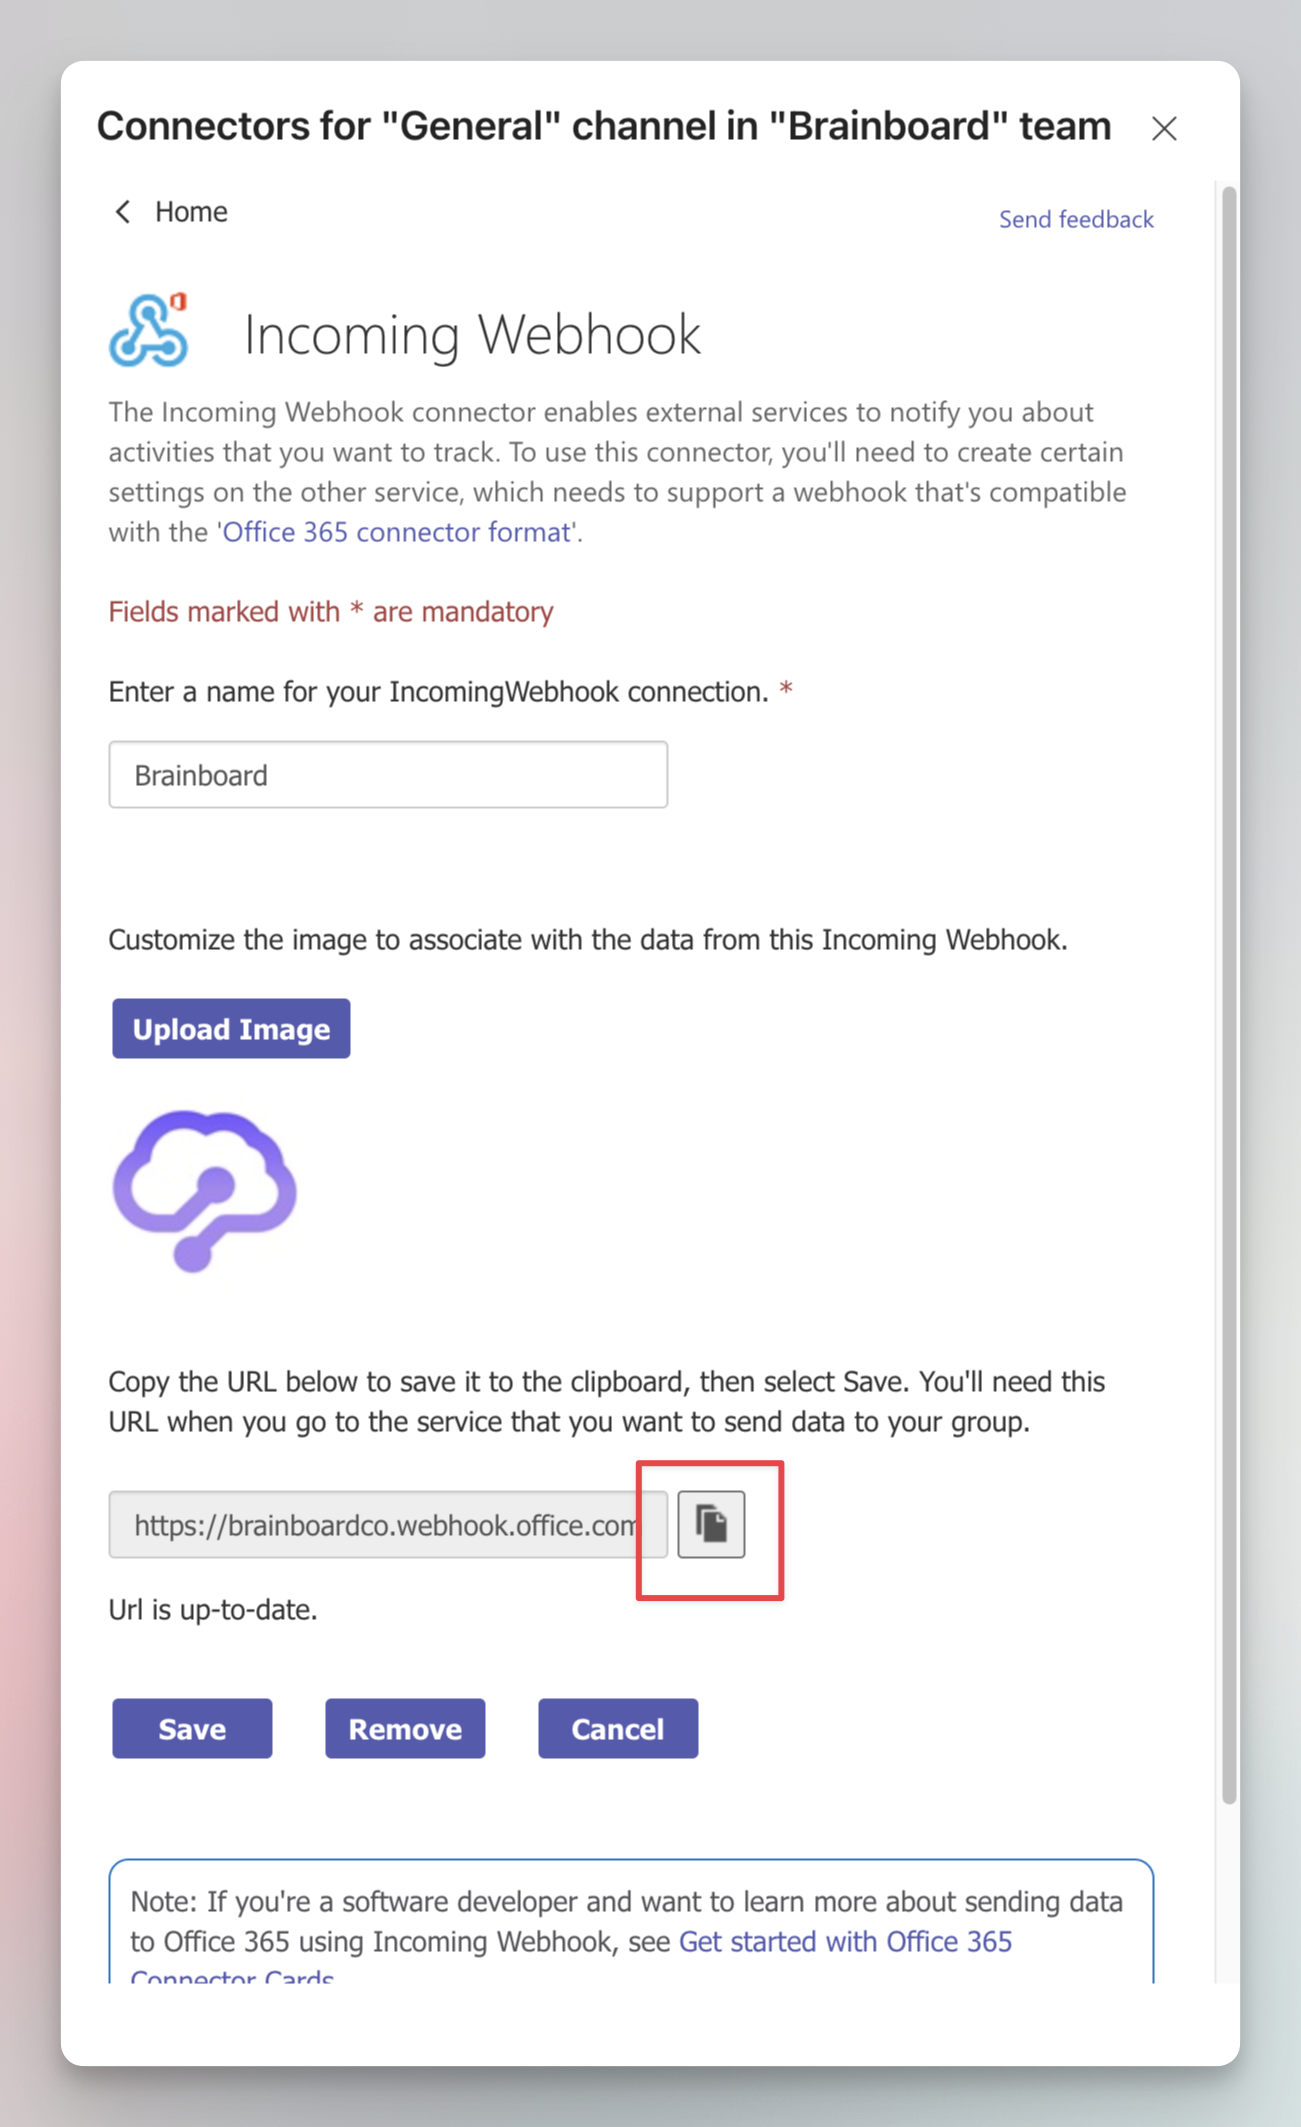 Connectors for "General" channel in "Brainboard" team
Home
Send feedback
Incoming Webhook
The Incoming Webhook connector enables external services to notify you about
activities that you want to track. To use this connector, you'll need to create certain
settings on the other service, which needs to support a webhook that's compatible
with the 'Office 365 connector format'.
Fields marked with * are mandatory
Enter a name for your IncomingWebhook connection. *
Brainboard
Customize the image to associate with the data from this Incoming Webhook.
Upload Image
Copy the URL below to save it to the clipboard, then select Save. You'll need this
URL when you go to the service that you want to send data to your group.
https://brainboardco.webhook.office.com
Url is up-to-date.
Save
Remove
Cancel
Note: If you're a software developer and want to learn more about sending data
to Office 365 using Incoming Webhook, see Get started with Office 365
Connector Cards